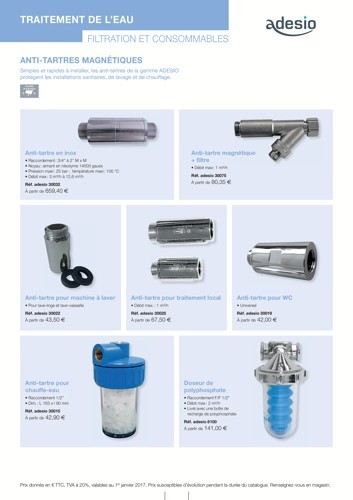 TRAITEMENT DE L'EAU
FILTRATION ET CONSOMMABLES
adesio
ANTI-TARTRES MAGNÉTIQUES
Simples et rapides à installer, les anti-tartres de la gamme ADESIO
protègent les installations sanitaires, de lavage et de chauffage.
Anti-tartre en inox
• Raccordement : 3/4" à 2" M x M
• Noyau : aimant en néodyme 14000 gauss
• Pression maxi : 25 bar ; température maxi : 100 °C
• Débit max : 3 m³/h à 12,6 m³/h
Réf. adesio 30032
À partir de 659,40 €
Anti-tartre magnétique
+ filtre
• Débit max : 1 m³/h
Réf. adesio 30075
À partir de 80,35 €
Anti-tartre pour machine à laver
• Pour lave-linge et lave-vaisselle
Réf. adesio 30022
À partir de 43,50 €
Anti-tartre pour traitement local
• Débit max. : 1 m³/h
Réf. adesio 30025
À partir de 67,50 €
Anti-tartre pour WC
• Universel
Réf. adesio 30019
À partir de 42,00 €
Anti-tartre pour
chauffe-eau
• Raccordement 1/2"
• Dim : L 193 x l 90 mm
Réf. adesio 30010
À partir de 42,90 €
Doseur de
polyphosphate
• Raccordement F/F 1/2"
• Débit max : 2 m³/h
• Livré avec une boîte de
recharge de polyphosphate
Réf. adesio 9100
À partir de 141,00 €
Prix donnés en € TTC, TVA à 20%, valables au 1er janvier 2017. Prix susceptibles d'évolution pendant la durée du catalogue. Renseignez-vous en magasin.